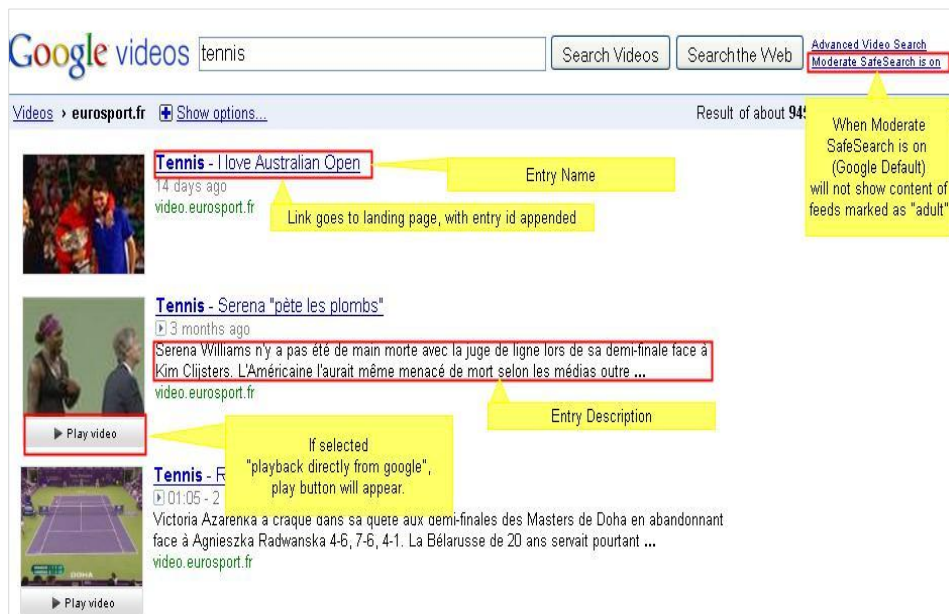 Google videos tennis Search Videos Search the Web Advanced Video Search
Moderate SafeSearch is on
Videos › eurosport.fr Show options... Result of about
When Moderate
SafeSearch is on
(Google Default)
will not show content of
feeds marked as "adult"
Tennis - I love Australian Open
Entry Name
14 days ago
video.eurosport.fr
Link goes to landing page, with entry id appended
Tennis - Serena "pète les plombs"
3 months ago
Serena Williams n'y a pas été de main morte avec la juge de ligne lors de sa demi-finale face à
Kim Clijsters. L'Américaine l'aurait même menacé de mort selon les médias outre ...
video.eurosport.fr
Entry Description
Play video
If selected
"playback directly from google",
play button will appear.
Tennis - R
01:05 - 2
Victoria Azarenka a craqué dans sa quête aux demi-finales des Masters de Doha en abandonnant
face à Agnieszka Radwanska 4-6, 7-6, 4-1. La Bélarusse de 20 ans servait pourtant ...
video.eurosport.fr
DOHA
Play video